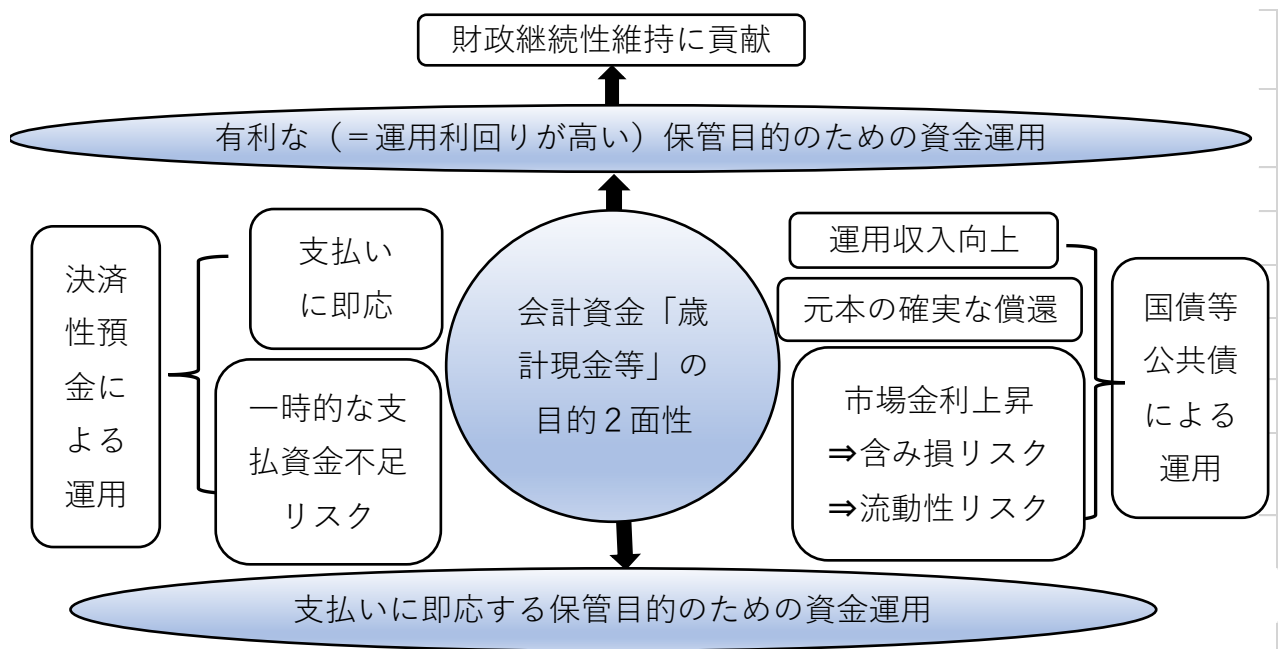 財政継続性維持に貢献
有利な（＝運用利回りが高い）保管目的のための資金運用
決済
性預
金に
よる
運用
支払い
に即応
一時的な支
払資金不足
リスク
会計資金「歳
計現金等」の
目的２面性
運用収入向上
元本の確実な償還
市場金利上昇
⇒含み損リスク
⇒流動性リスク
国債等
公共債
による
運用
支払いに即応する保管目的のための資金運用